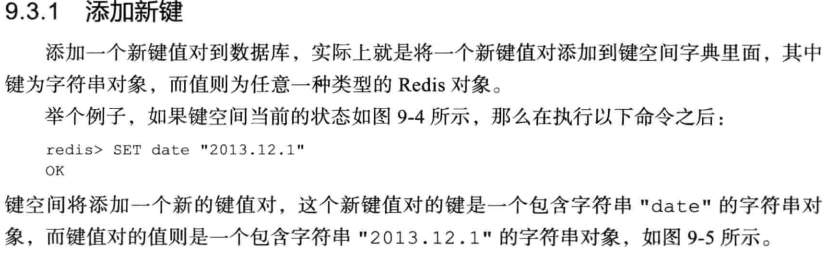 9.3.1 添加新键
添加一个新键值对到数据库，实际上就是将一个新键值对添加到键空间字典里面，其中
键为字符串对象，而值则为任意一种类型的 Redis 对象。
举个例子，如果键空间当前的状态如图 9-4 所示，那么在执行以下命令之后：
redis> SET date "2013.12.1"
OK
键空间将添加一个新的键值对，这个新键值对的键是一个包含字符串 "date" 的字符串对
象，而键值对的值则是一个包含字符串 "2013.12.1" 的字符串对象，如图 9-5 所示。